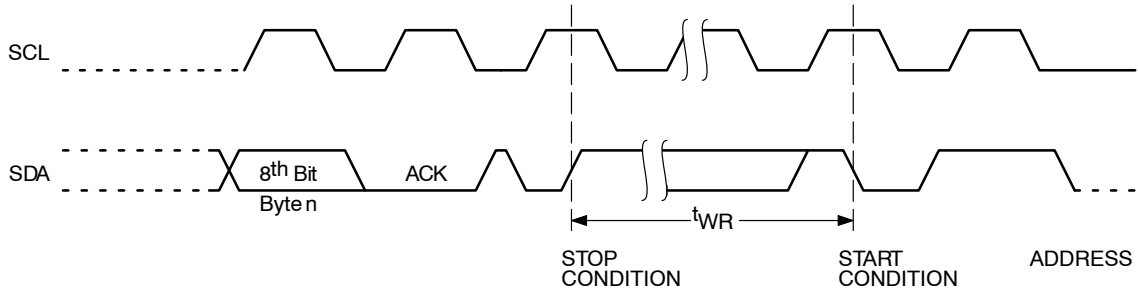 SCL
SDA
8th Bit
Byte n
ACK
tWR
STOP
CONDITION
START
CONDITION
ADDRESS